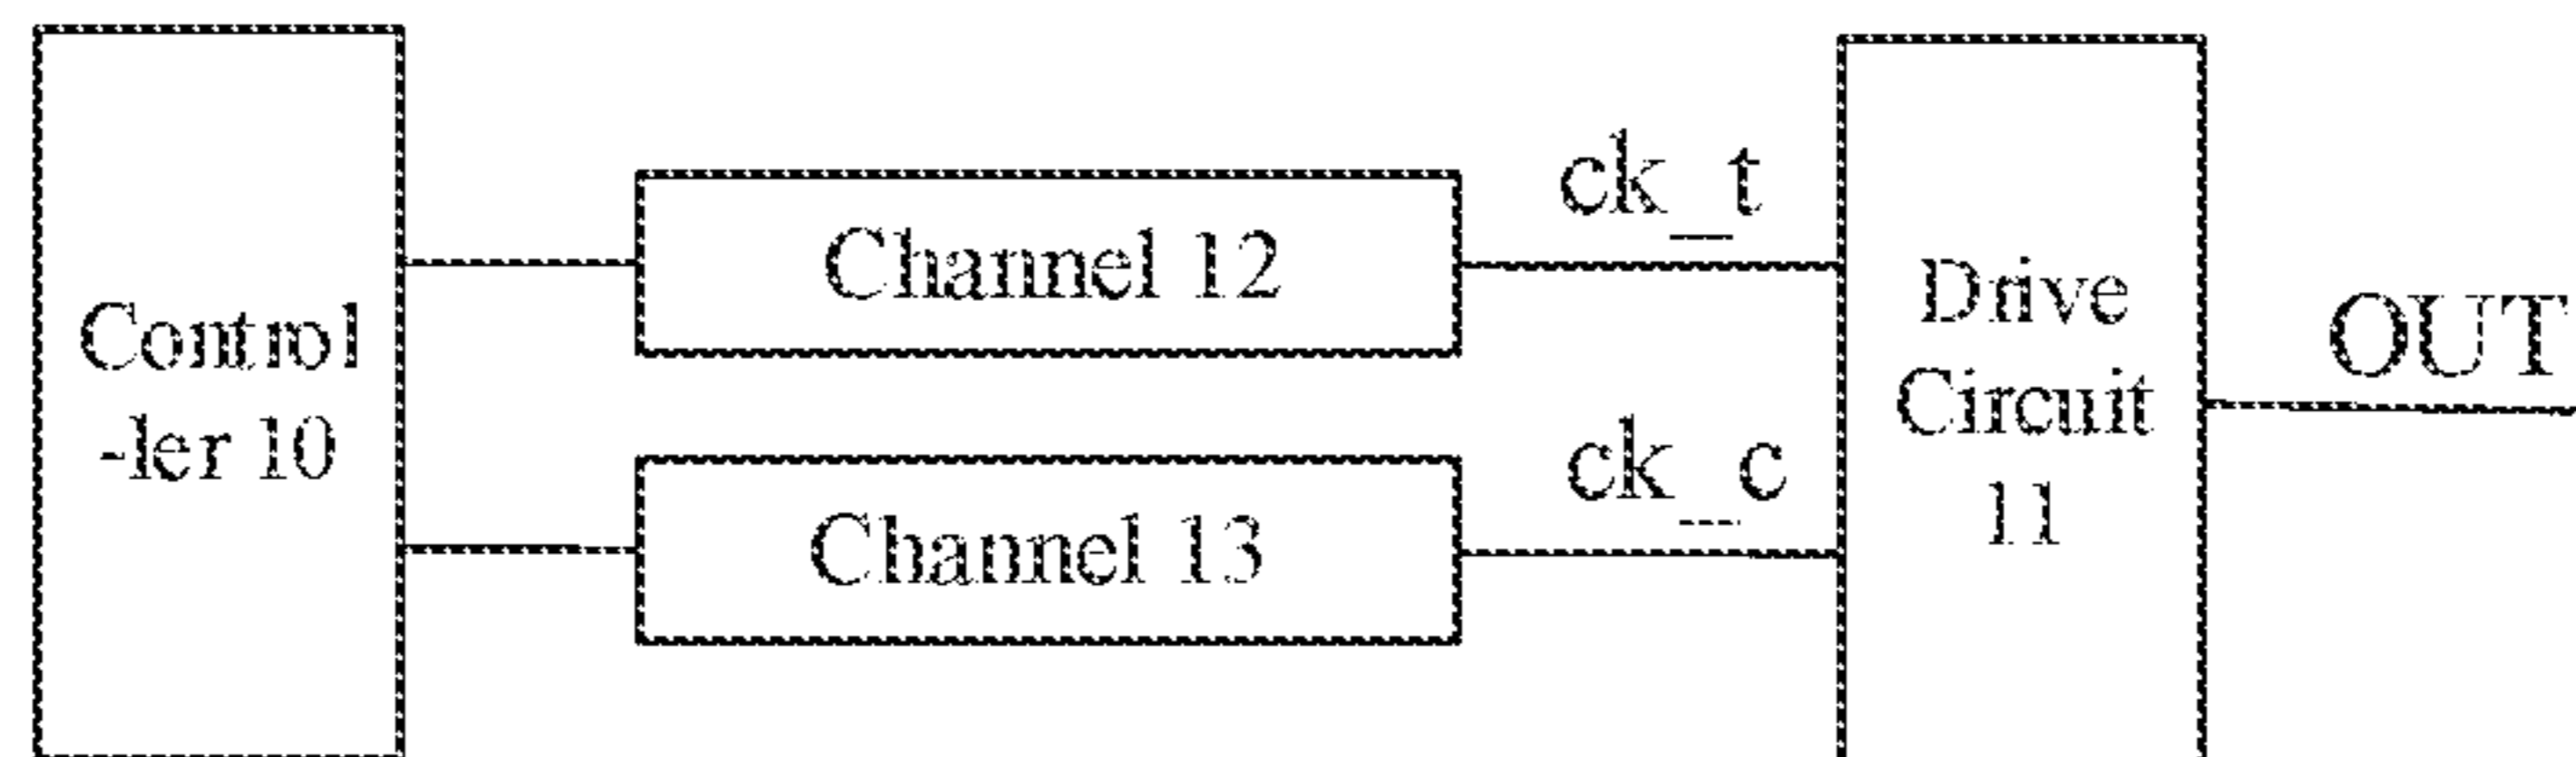 Control
-ler 10
Channel 12
Channel 13
ck_t
ck_c
Drive
Circuit
11
OUT